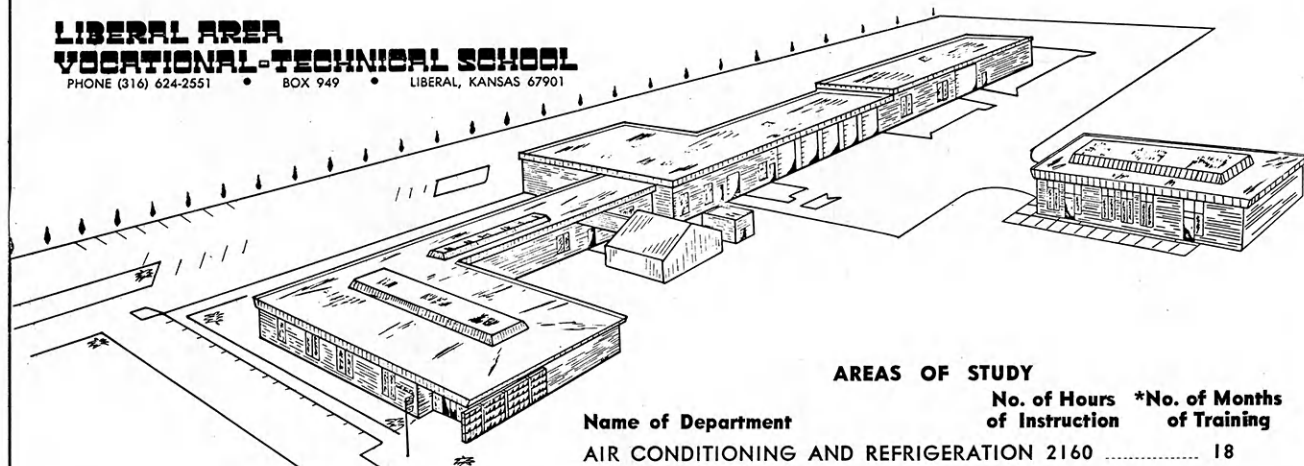 LIBERAL AREA
VOCATIONAL-TECHNICAL SCHOOL
PHONE (316) 624-2551 • BOX 949 • LIBERAL, KANSAS 67901
AREAS OF STUDY
Name of Department No. of Hours of Instruction *No. of Months of Training
AIR CONDITIONING AND REFRIGERATION 2160 ............ 18